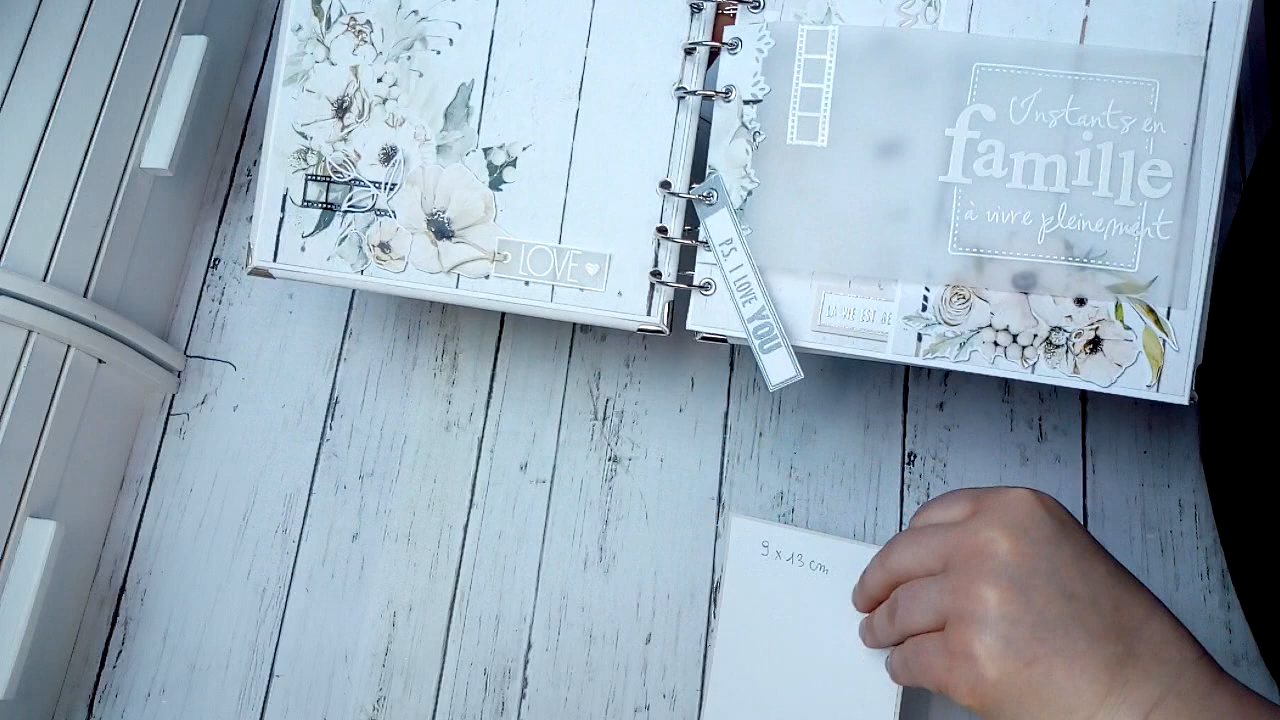 LOVE
P.S. I LOVE YOU
Instants en
famille
à vivre pleinement
LA VIE EST BE
9 x 13 cm